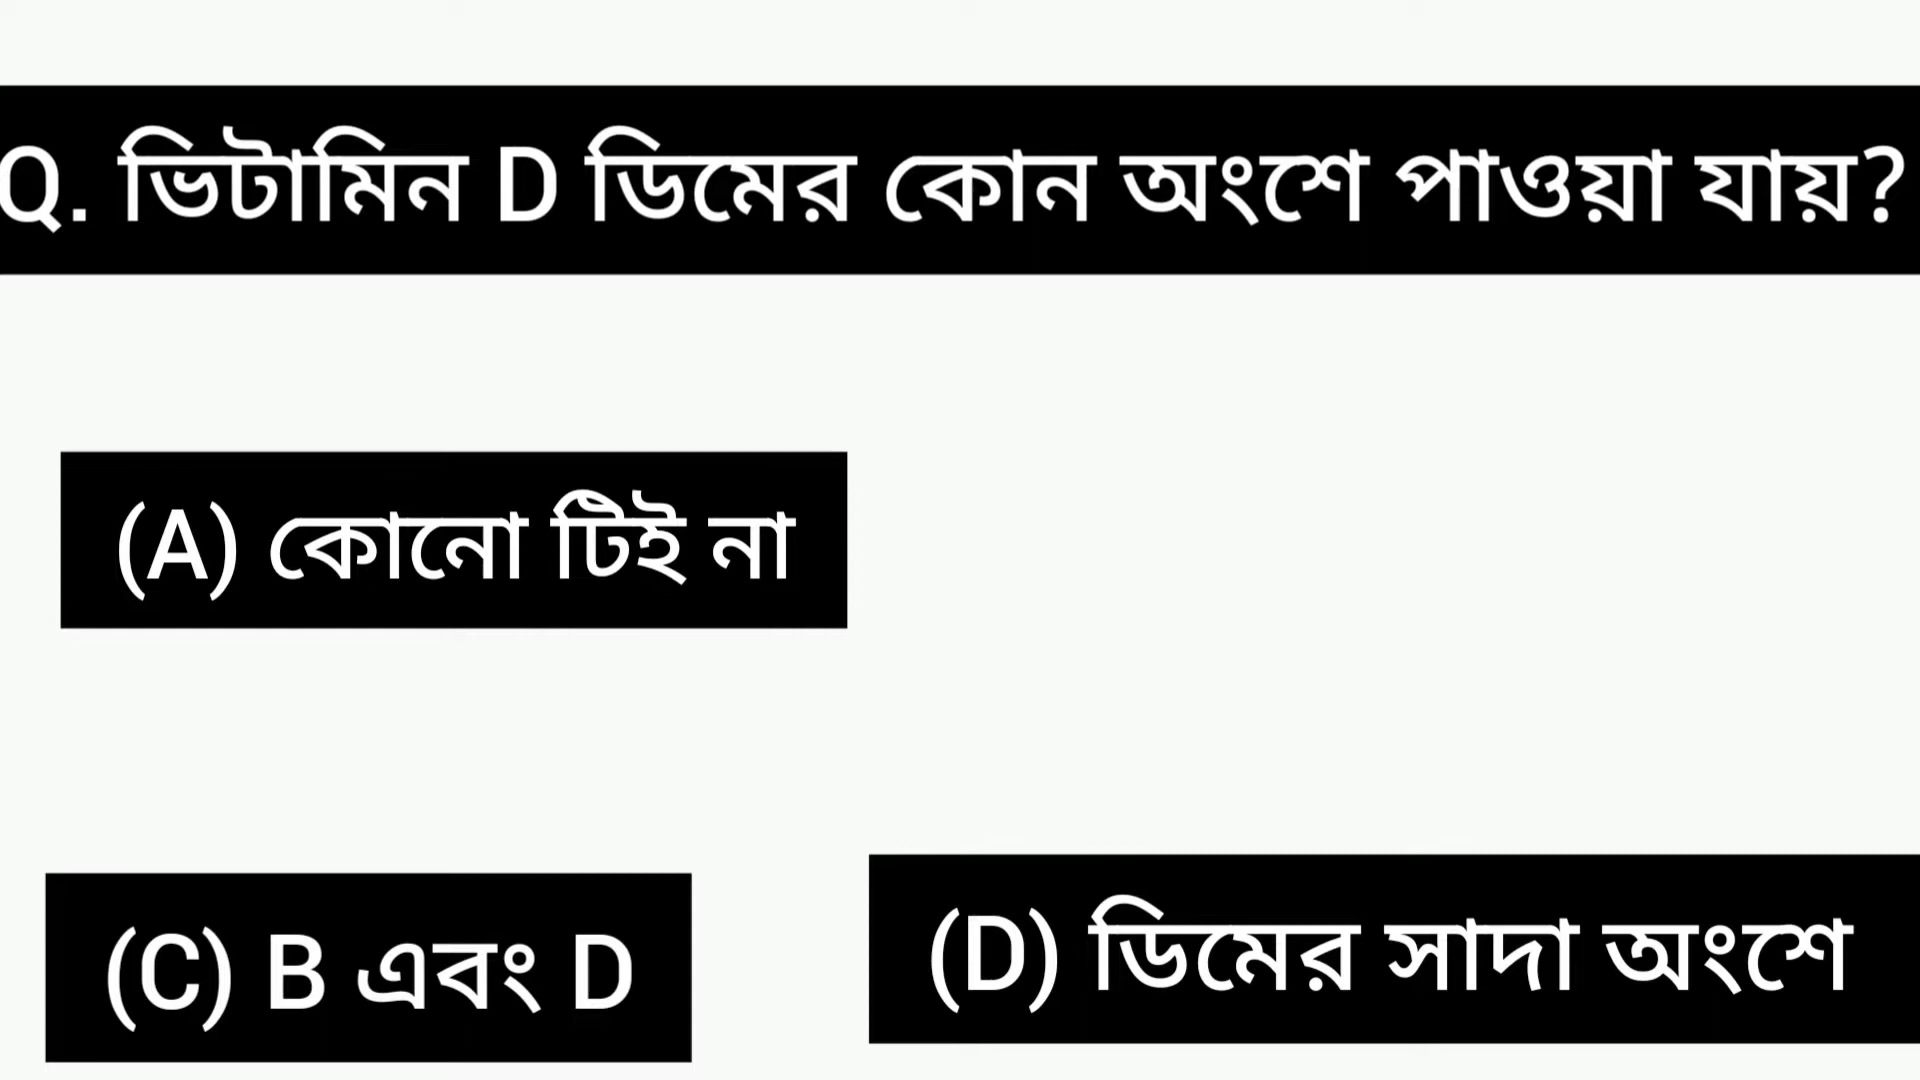 Q. ভিটামিন D ডিমের কোন অংশে পাওয়া যায়?
(A) কোনো টিই না
(C) B এবং D
(D) ডিমের সাদা অংশে